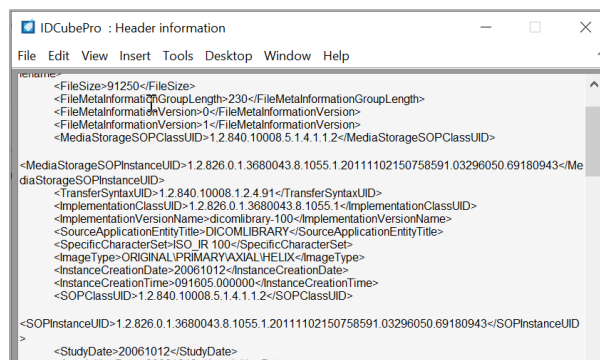 IDCubePro : Header information
File Edit View Insert Tools Desktop Window Help
lename>
<FileSize>91250</FileSize>
<FileMetaInformationGroupLength>230</FileMetaInformationGroupLength>
<FileMetaInformationVersion>0</FileMetaInformationVersion>
<FileMetaInformationVersion>1</FileMetaInformationVersion>
<MediaStorageSOPClassUID>1.2.840.10008.5.1.4.1.1.2</MediaStorageSOPClassUID>
<MediaStorageSOPInstanceUID>1.2.826.0.1.3680043.8.1055.1.20111102150758591.03296050.69180943</Me
diaStorageSOPInstanceUID>
<TransferSyntaxUID>1.2.840.10008.1.2.4.91</TransferSyntaxUID>
<ImplementationClassUID>1.2.826.0.1.3680043.8.1055.1</ImplementationClassUID>
<ImplementationVersionName>dicomlibrary-100</ImplementationVersionName>
<SourceApplicationEntityTitle>DICOMLIBRARY</SourceApplicationEntityTitle>
<SpecificCharacterSet>ISO_IR 100</SpecificCharacterSet>
<ImageType>ORIGINAL\PRIMARY\AXIAL\HELIX</ImageType>
<InstanceCreationDate>20061012</InstanceCreationDate>
<InstanceCreationTime>091605.000000</InstanceCreationTime>
<SOPClassUID>1.2.840.10008.5.1.4.1.1.2</SOPClassUID>
<SOPInstanceUID>1.2.826.0.1.3680043.8.1055.1.20111102150758591.03296050.69180943</SOPInstanceUID
>
<StudyDate>20061012</StudyDate>